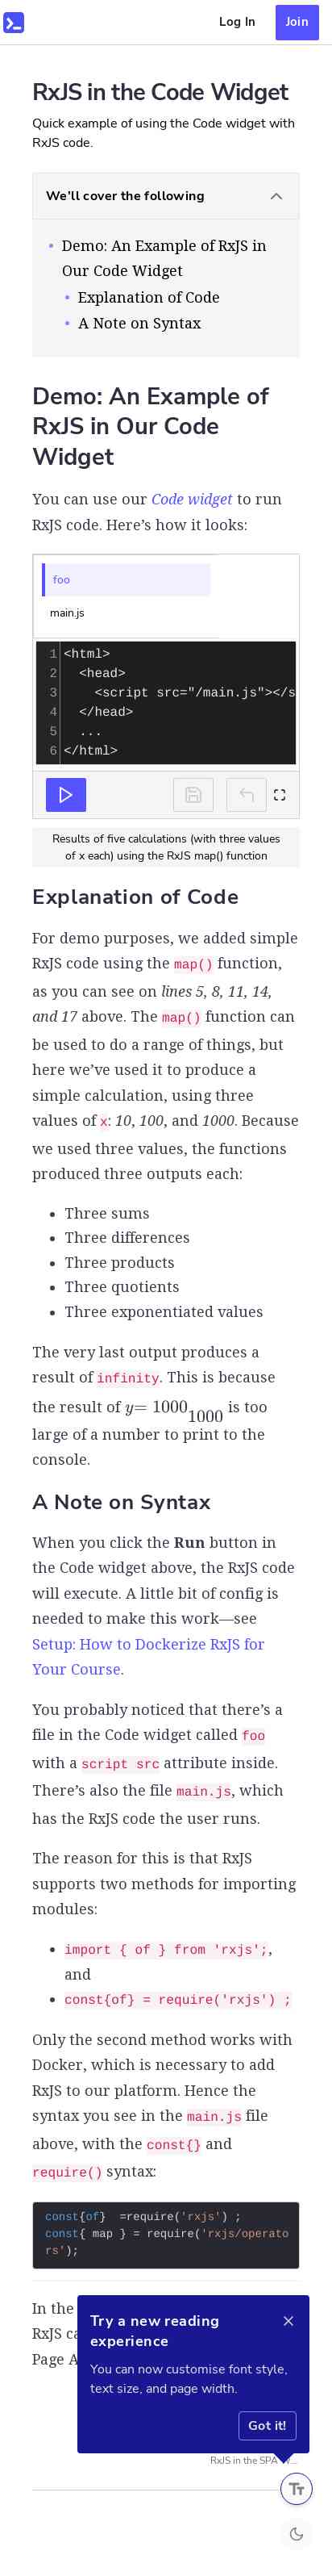 Log In
Join
RxJS in the Code Widget
Quick example of using the Code widget with
RxJS code.
We'll cover the following
Demo: An Example of RxJS in
Our Code Widget
Explanation of Code
A Note on Syntax
Demo: An Example of
RxJS in Our Code
Widget
You can use our Code widget to run
RxJS code. Here’s how it looks:
foo
main.js
1 <html>
2   <head>
3     <script src="/main.js"></s
4   </head>
5   ...
6 </html>
Results of five calculations (with three values
of x each) using the RxJS map() function
Explanation of Code
For demo purposes, we added simple
RxJS code using the map() function,
as you can see on lines 5, 8, 11, 14,
and 17 above. The map() function can
be used to do a range of things, but
here we’ve used it to produce a
simple calculation, using three
values of x: 10, 100, and 1000. Because
we used three values, the functions
produced three outputs each:
Three sums
Three differences
Three products
Three quotients
Three exponentiated values
The very last output produces a
result of infinity. This is because
the result of y= 1000 1000 is too
large of a number to print to the
console.
A Note on Syntax
When you click the Run button in
the Code widget above, the RxJS code
will execute. A little bit of config is
needed to make this work—see
Setup: How to Dockerize RxJS for
Your Course.
You probably noticed that there’s a
file in the Code widget called foo
with a script src attribute inside.
There’s also the file main.js, which
has the RxJS code the user runs.
The reason for this is that RxJS
supports two methods for importing
modules:
import { of } from 'rxjs';,
and
const{of} = require('rxjs') ;
Only the second method works with
Docker, which is necessary to add
RxJS to our platform. Hence the
syntax you see in the main.js file
above, with the const{} and
require() syntax:
const{of}  =require('rxjs') ;
const{ map } = require('rxjs/operato
rs');
In the
RxJS ca
Page A
Try a new reading
experience
You can now customise font style,
text size, and page width.
Got it!
RxJS in the SPA
Tt